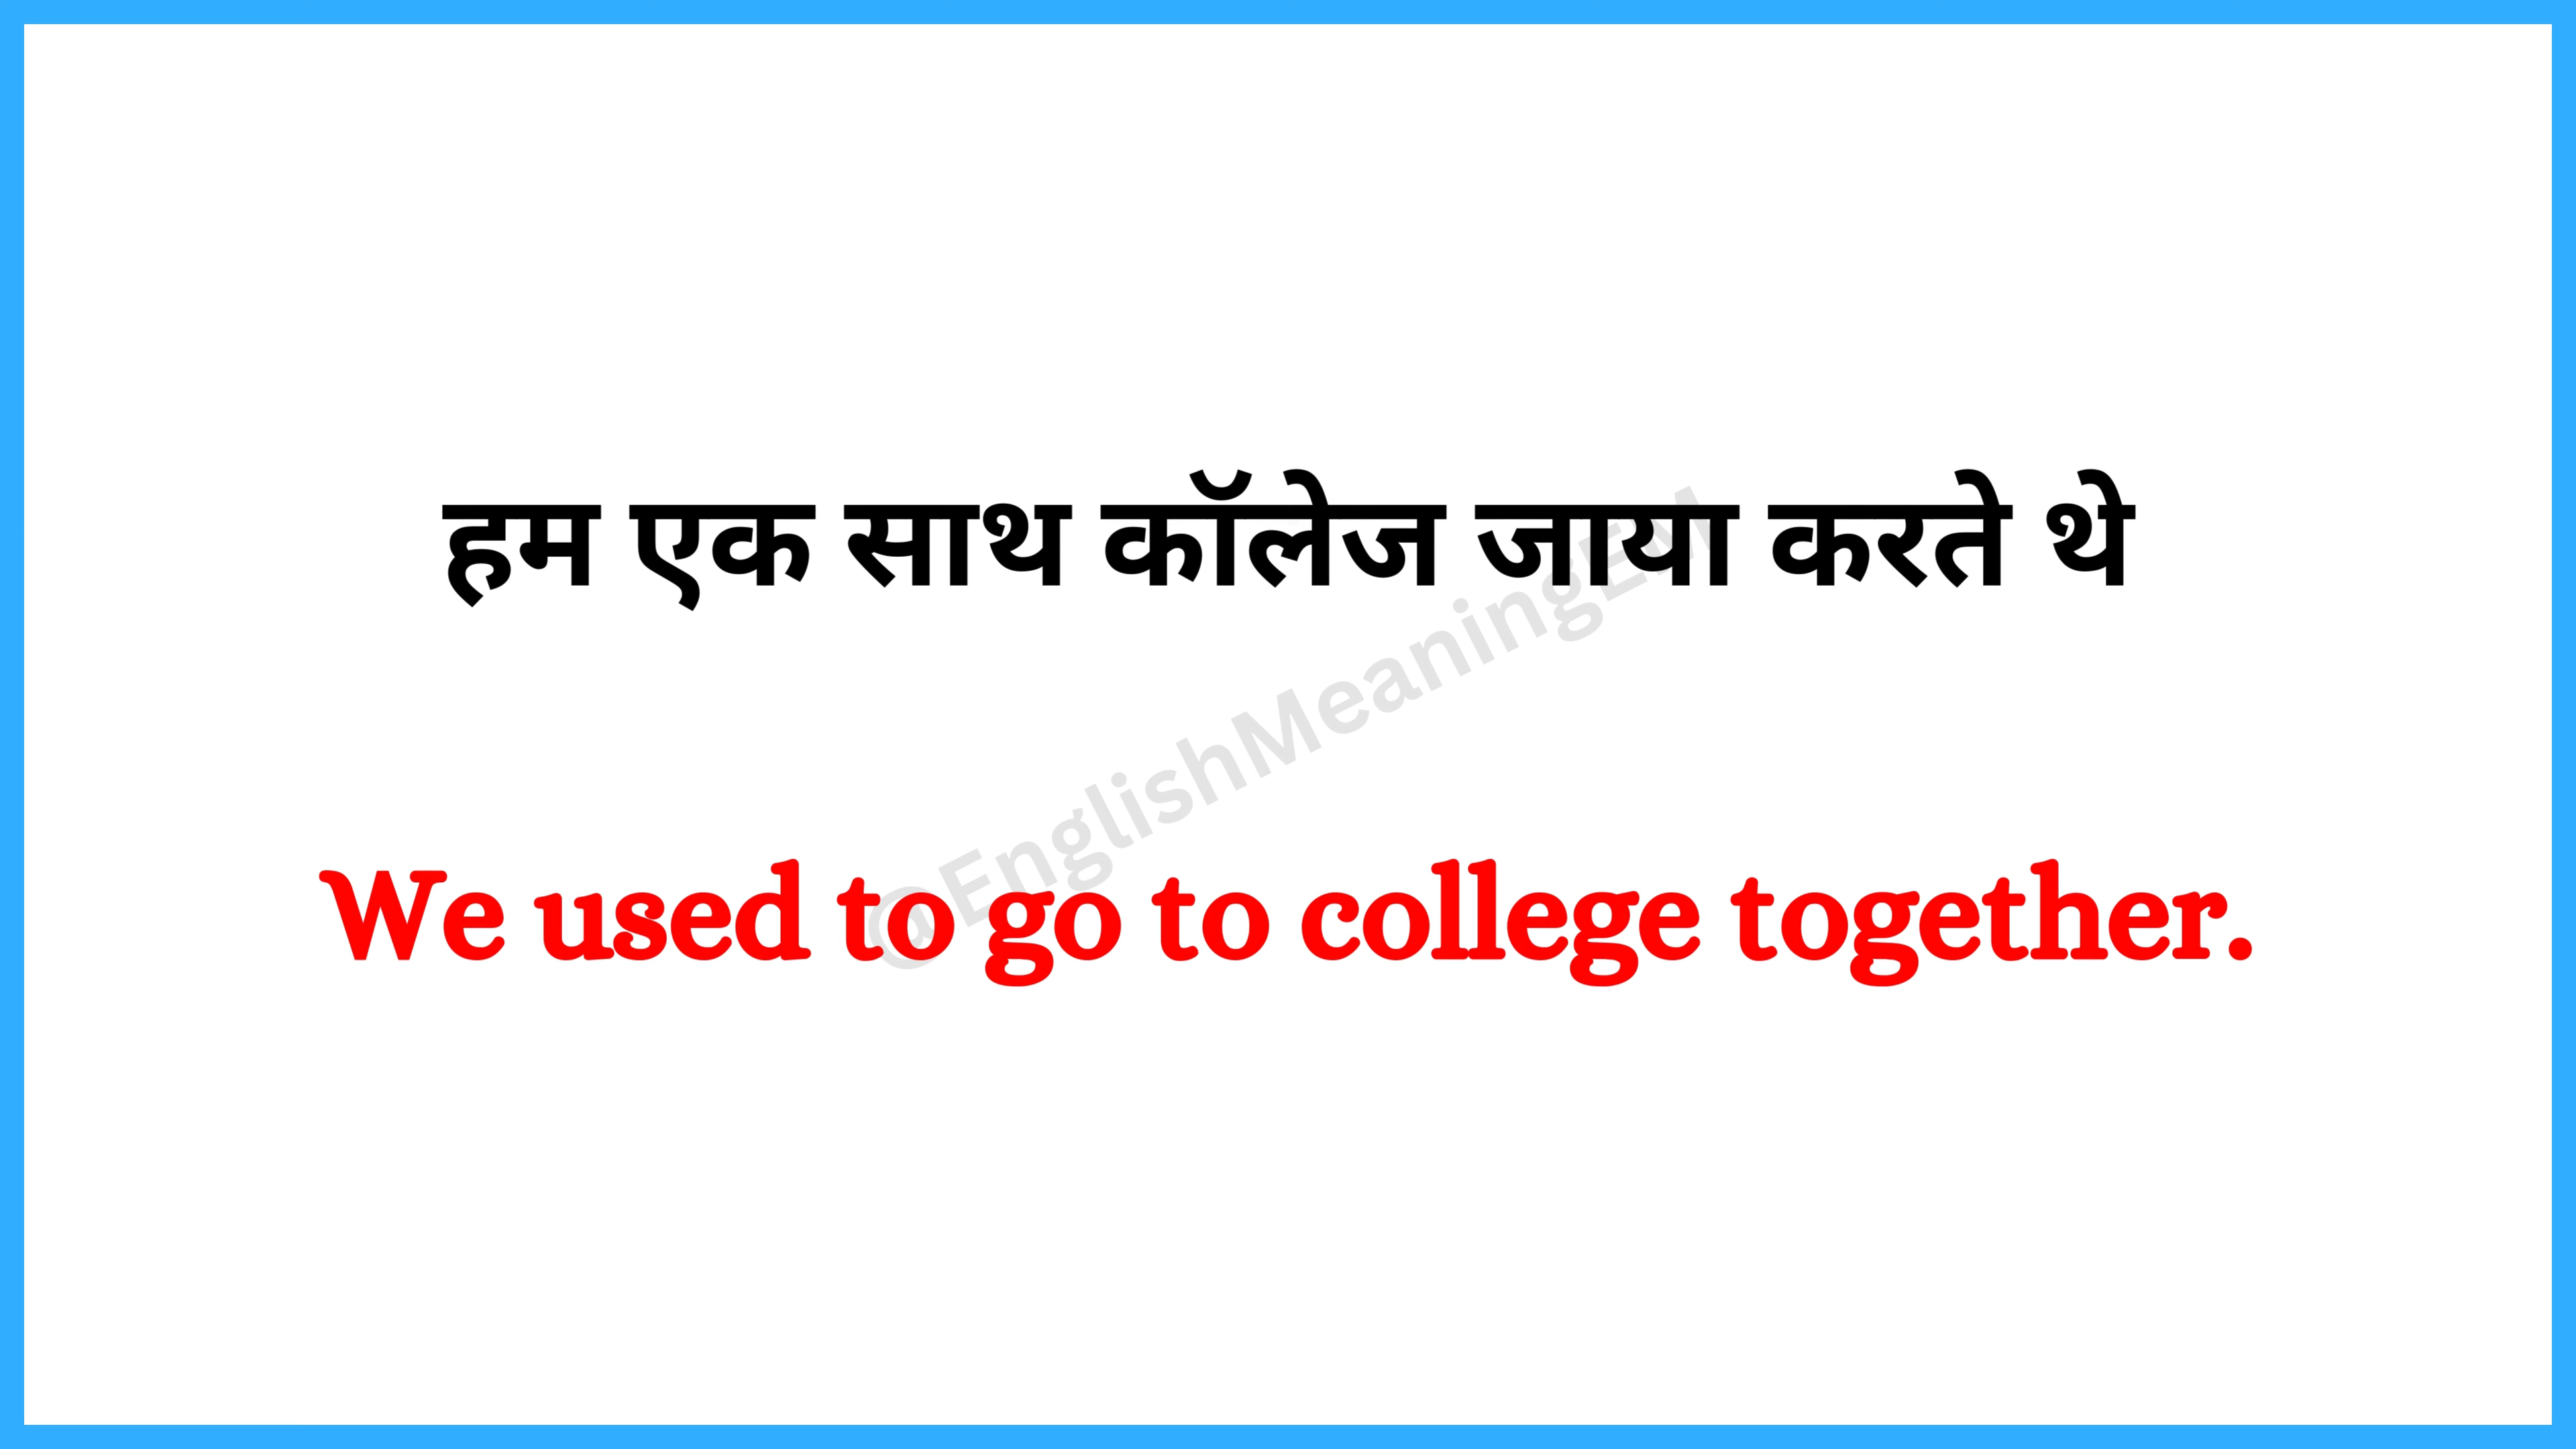 हम एक साथ कॉलेज जाया करते थे
@EnglishMeaningEM
We used to go to college together.